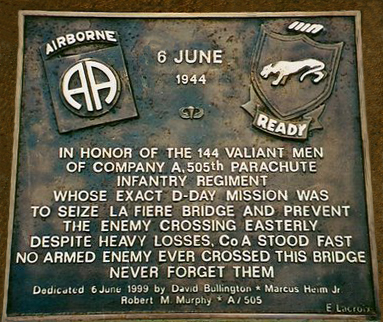 AIRBORNE
AA
6 JUNE
1944
READY
IN HONOR OF THE 144 VALIANT MEN
OF COMPANY A, 505th PARACHUTE
INFANTRY REGIMENT
WHOSE EXACT D-DAY MISSION WAS
TO SEIZE LA FIERE BRIDGE AND PREVENT
THE ENEMY CROSSING EASTERLY
DESPITE HEAVY LOSSES, Co A STOOD FAST
NO ARMED ENEMY EVER CROSSED THIS BRIDGE
NEVER FORGET THEM
Dedicated 6 June 1999 by David Bullington * Marcus Heim Jr
Robert M. Murphy * A/505
E Lacroix